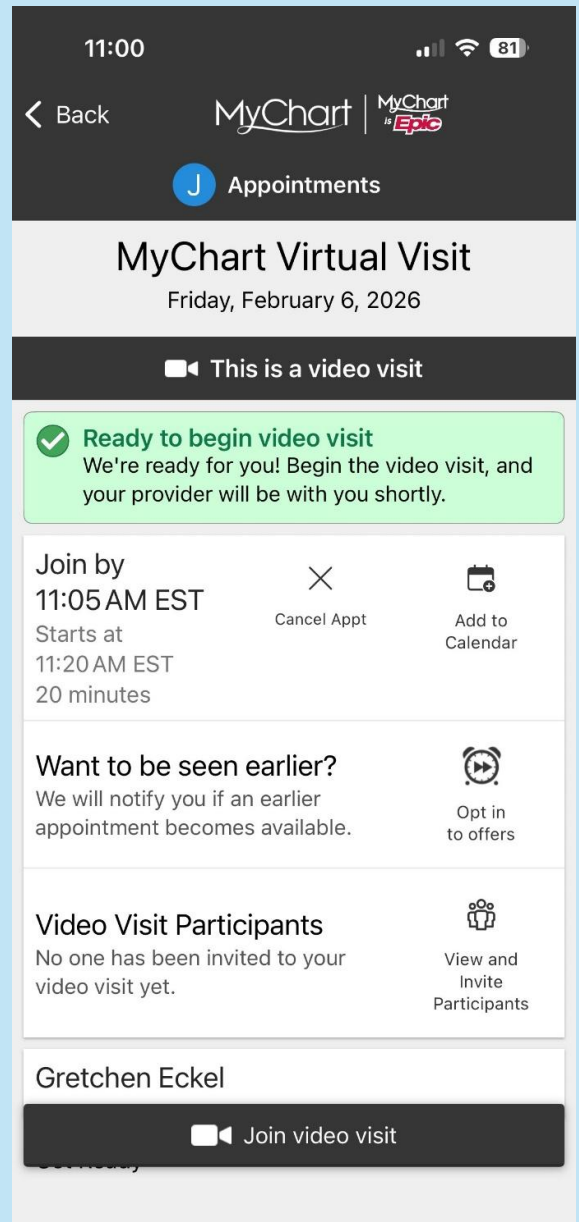 11:00
81
Back
MyChart
MyChart
is Epic
J Appointments
MyChart Virtual Visit
Friday, February 6, 2026
This is a video visit
Ready to begin video visit
We're ready for you! Begin the video visit, and
your provider will be with you shortly.
Join by
11:05 AM EST
Starts at
11:20 AM EST
20 minutes
Cancel Appt
Add to
Calendar
Want to be seen earlier?
We will notify you if an earlier
appointment becomes available.
Opt in
to offers
Video Visit Participants
No one has been invited to your
video visit yet.
View and
Invite
Participants
Gretchen Eckel
Join video visit